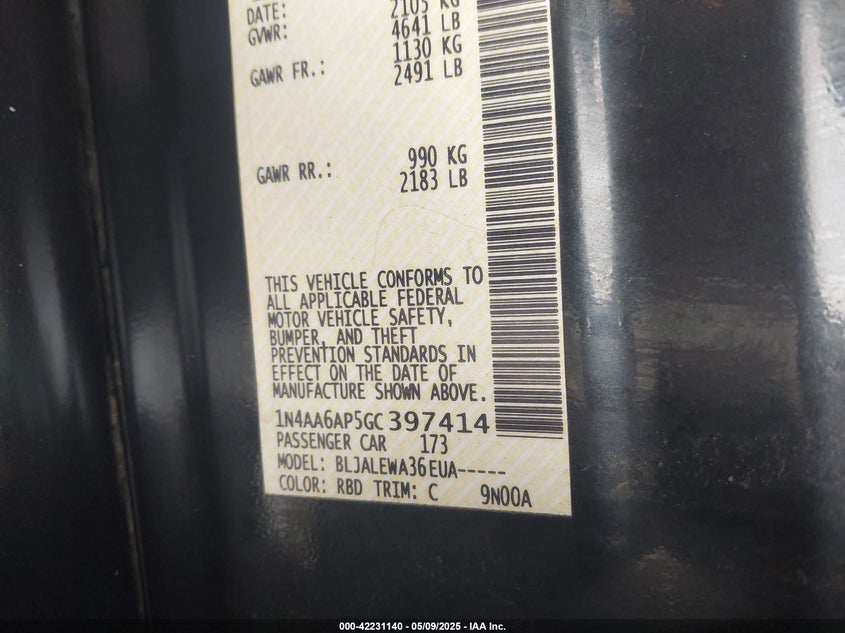 DATE: 2105 KG
GVWR: 4641 LB
1130 KG
GAWR FR.: 2491 LB
990 KG
GAWR RR.: 2183 LB
THIS VEHICLE CONFORMS TO
ALL APPLICABLE FEDERAL
MOTOR VEHICLE SAFETY,
BUMPER, AND THEFT
PREVENTION STANDARDS IN
EFFECT ON THE DATE OF
MANUFACTURE SHOWN ABOVE.
1N4AA6AP5GC397414
PASSENGER CAR 173
MODEL: BLJALEWA36EUA-----
COLOR: RBD TRIM: C 9N00A
000-42231140 - 05/09/2025 - IAA Inc.